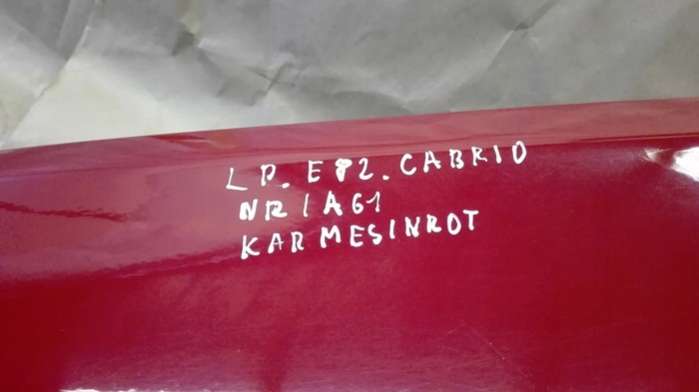 LP. E82. CABRIO
NR 1A61
KARMESINROT